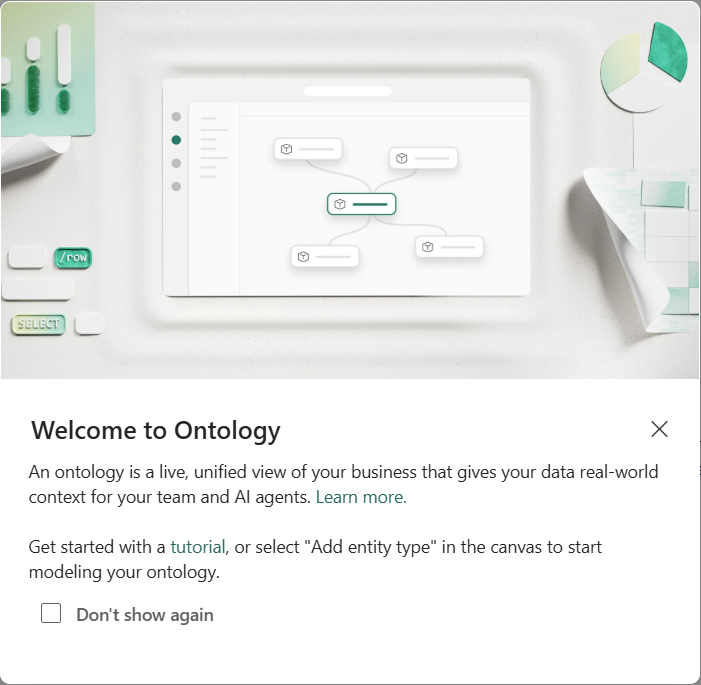 /row
SELECT
Welcome to Ontology
An ontology is a live, unified view of your business that gives your data real-world
context for your team and AI agents. Learn more.
Get started with a tutorial, or select "Add entity type" in the canvas to start
modeling your ontology.
Don't show again